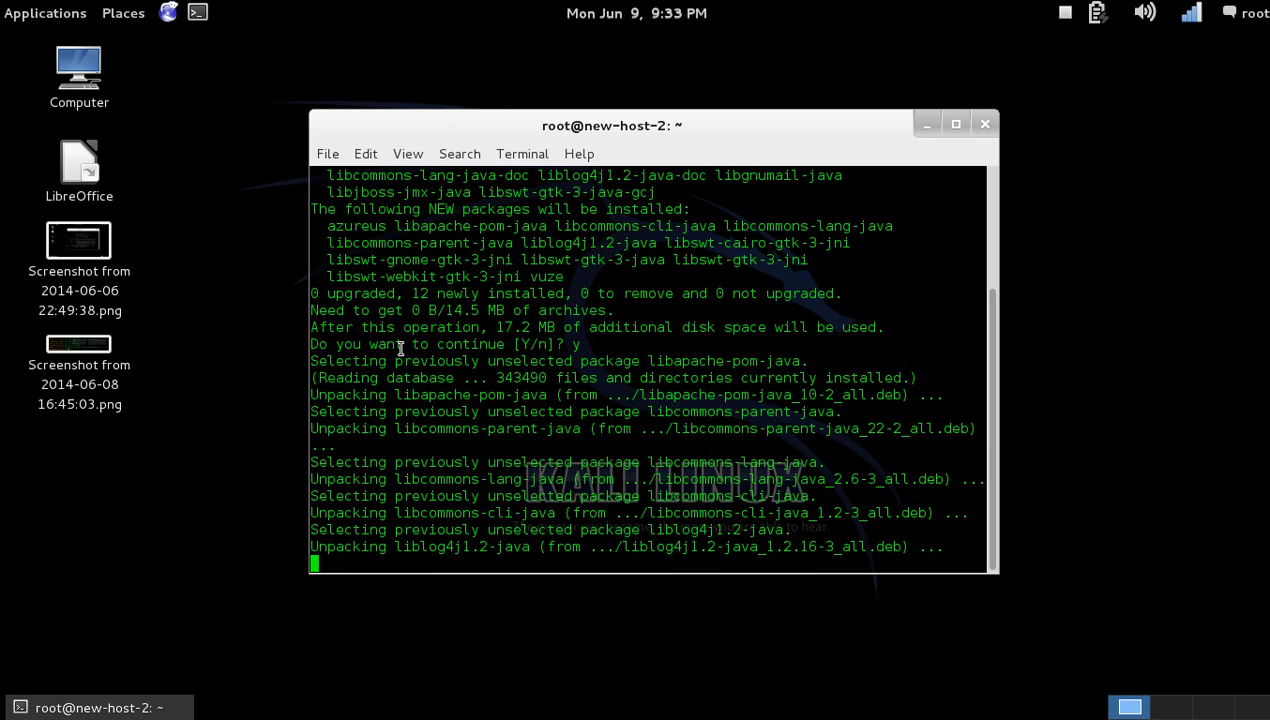 Applications Places Mon Jun 9, 9:33 PM root
Computer
LibreOffice
Screenshot from
2014-06-06
22:49:38.png
Screenshot from
2014-06-08
16:45:03.png
root@new-host-2: ~
File Edit View Search Terminal Help
libcommons-lang-java-doc liblog4j1.2-java-doc libgnumail-java
libjboss-jmx-java libswt-gtk-3-java-gcj
The following NEW packages will be installed:
azureus libapache-pom-java libcommons-cli-java libcommons-lang-java
libcommons-parent-java liblog4j1.2-java libswt-cairo-gtk-3-jni
libswt-gnome-gtk-3-jni libswt-gtk-3-java libswt-gtk-3-jni
libswt-webkit-gtk-3-jni vuze
0 upgraded, 12 newly installed, 0 to remove and 0 not upgraded.
Need to get 0 B/14.5 MB of archives.
After this operation, 17.2 MB of additional disk space will be used.
Do you want to continue [Y/n]? y
Selecting previously unselected package libapache-pom-java.
(Reading database ... 343490 files and directories currently installed.)
Unpacking libapache-pom-java (from .../libapache-pom-java_10-2_all.deb) ...
Selecting previously unselected package libcommons-parent-java.
Unpacking libcommons-parent-java (from .../libcommons-parent-java_22-2_all.deb)
...
Selecting previously unselected package libcommons-lang-java.
Unpacking libcommons-lang-java (from .../libcommons-lang-java_2.6-3_all.deb) ...
Selecting previously unselected package libcommons-cli-java.
Unpacking libcommons-cli-java (from .../libcommons-cli-java_1.2-3_all.deb) ...
Selecting previously unselected package liblog4j1.2-java.
Unpacking liblog4j1.2-java (from .../liblog4j1.2-java_1.2.16-3_all.deb) ...
KALI LINUX
root@new-host-2: ~